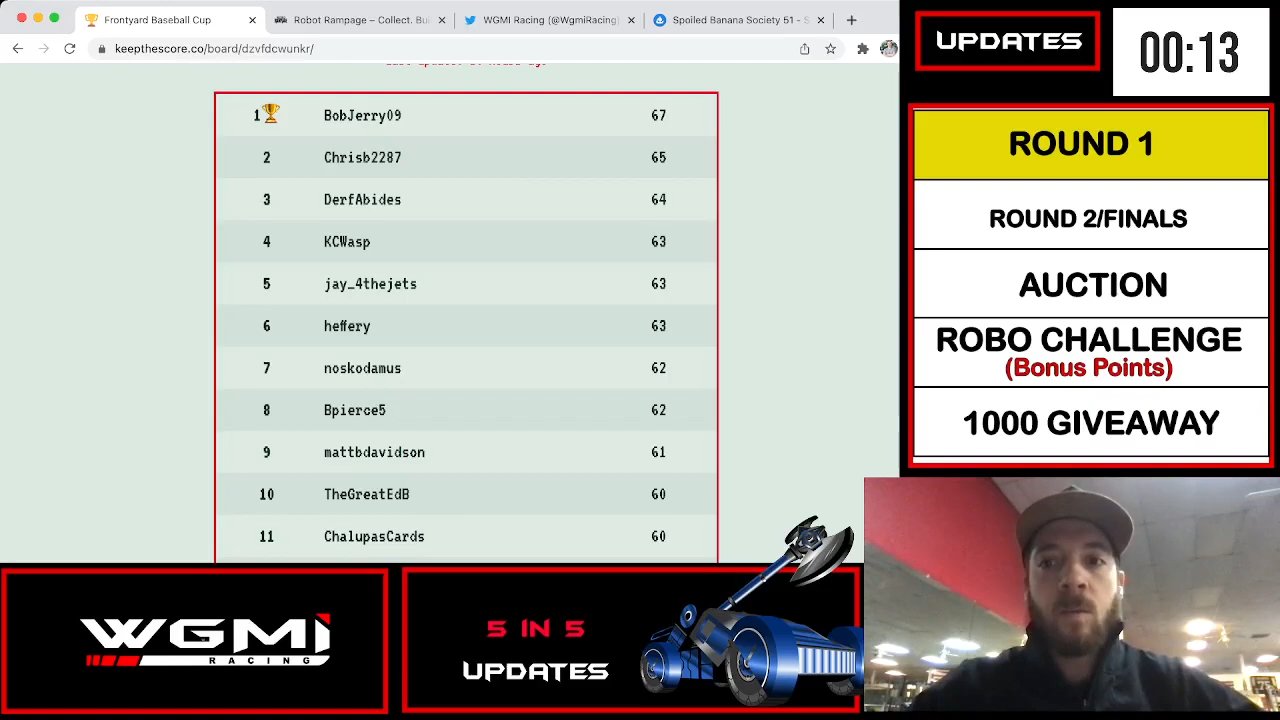 Frontyard Baseball Cup
Robot Rampage – Collect. Bui
WGMI Racing (@WgmiRacing)
Spoiled Banana Society 51 - S
keepthescore.co/board/dzvfdcwunkr/
1 BobJerry09 67
2 Chrisb2287 65
3 DerfAbides 64
4 KCWasp 63
5 jay_4thejets 63
6 heffery 63
7 noskodamus 62
8 Bpierce5 62
9 mattbdavidson 61
10 TheGreatEdB 60
11 ChalupasCards 60
UPDATES
00:13
ROUND 1
ROUND 2/FINALS
AUCTION
ROBO CHALLENGE
(Bonus Points)
1000 GIVEAWAY
WGMI
RACING
5 IN 5
UPDATES